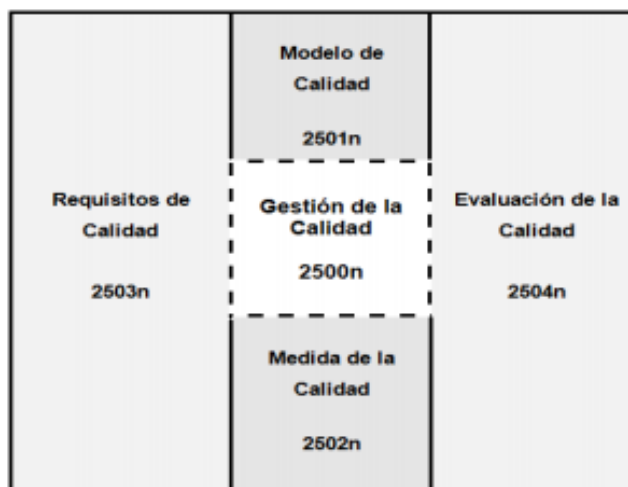 Modelo de
Calidad
2501n
Requisitos de
Calidad
2503n
Gestión de la
Calidad
2500n
Evaluación de la
Calidad
2504n
Medida de la
Calidad
2502n